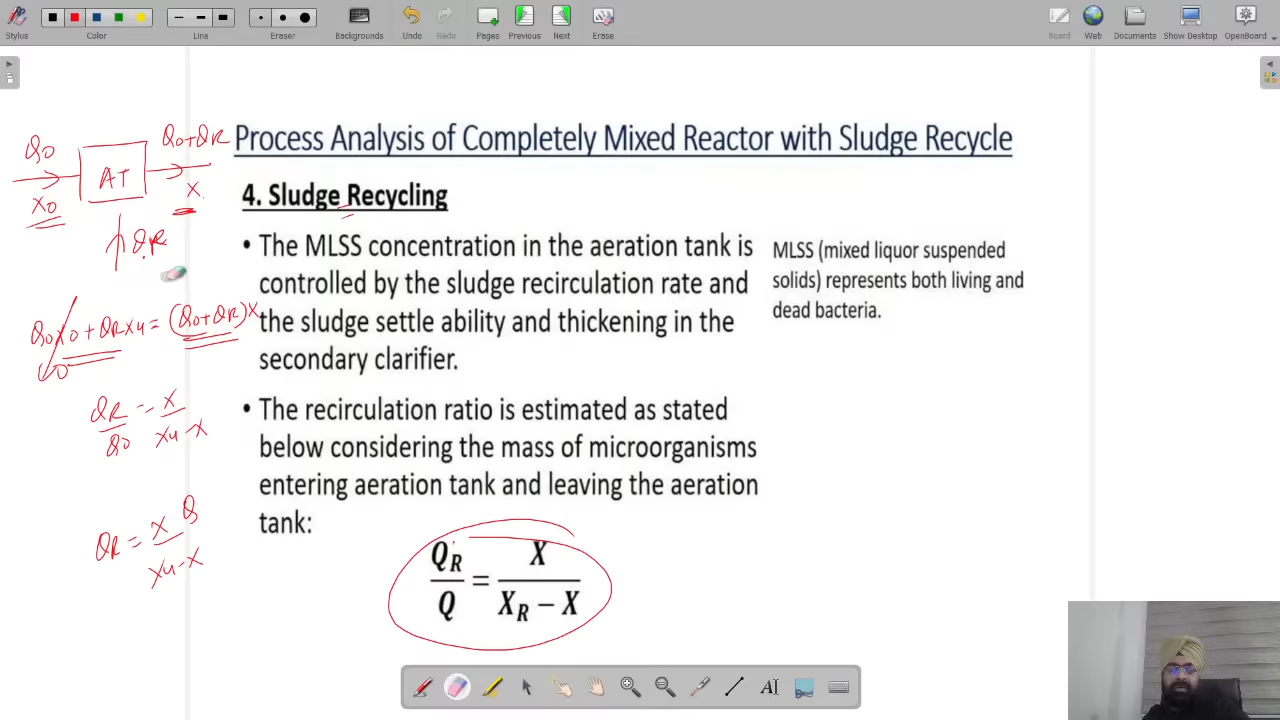 Stylus
Color
Line
Eraser
Backgrounds
Undo
Redo
Pages
Previous
Next
Erase
Board
Web
Documents
Show Desktop
OpenBoard
Process Analysis of Completely Mixed Reactor with Sludge Recycle
4. Sludge Recycling
• The MLSS concentration in the aeration tank is
controlled by the sludge recirculation rate and
the sludge settle ability and thickening in the
secondary clarifier.
• The recirculation ratio is estimated as stated
below considering the mass of microorganisms
entering aeration tank and leaving the aeration
tank:
Q_R/Q = X/(X_R – X)
MLSS (mixed liquor suspended
solids) represents both living and
dead bacteria.
Q0
X0
AT
Q0+QR
X
QR
Q0X0 + QRXu = (Q0+QR)X
0
QR/Q0 = X/(Xu-X)
QR = X Q/(Xu-X)